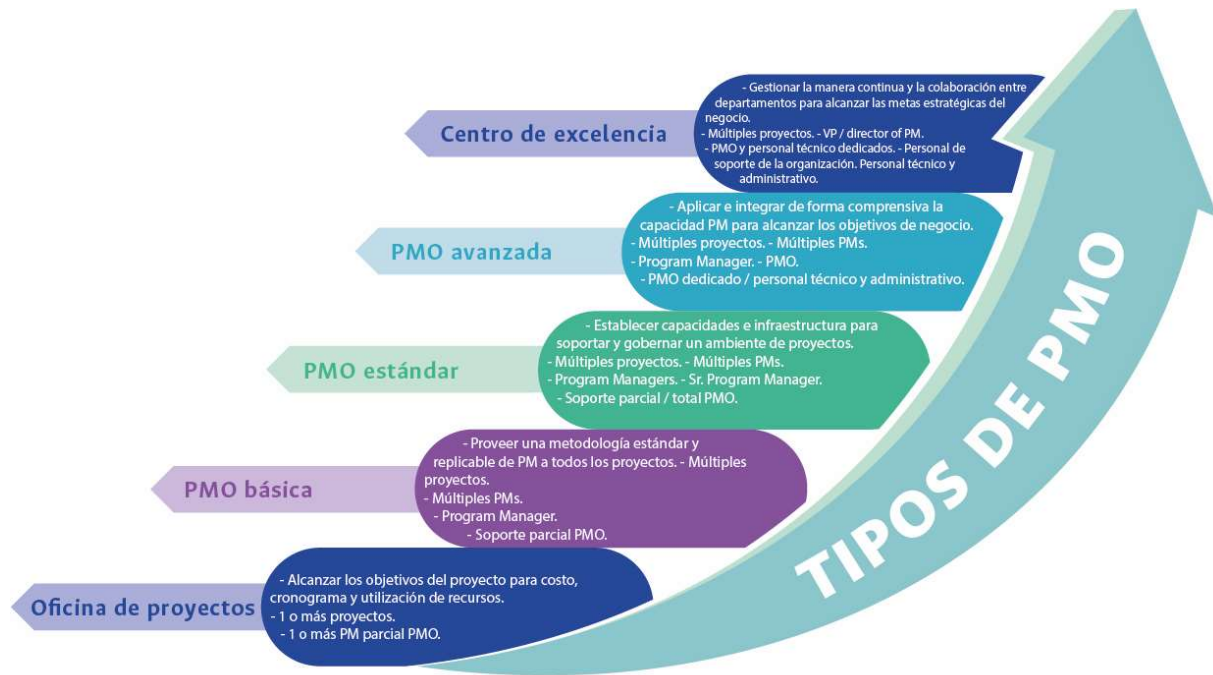 - Gestionar la manera continua y la colaboración entre
departamentos para alcanzar las metas estratégicas del
negocio.
Centro de excelencia
- Múltiples proyectos. - VP / director of PM.
- PMO y personal técnico dedicados. - Personal de
soporte de la organización. Personal técnico y
administrativo.
- Aplicar e integrar de forma comprensiva la
capacidad PM para alcanzar los objetivos de negocio.
PMO avanzada
- Múltiples proyectos. - Múltiples PMs.
- Program Manager. - PMO.
- PMO dedicado / personal técnico y administrativo.
- Establecer capacidades e infraestructura para
soportar y gobernar un ambiente de proyectos.
PMO estándar
- Múltiples proyectos. - Múltiples PMs.
- Program Managers. - Sr. Program Manager.
- Soporte parcial / total PMO.
- Proveer una metodología estándar y
replicable de PM a todos los proyectos. - Múltiples
proyectos.
PMO básica
- Múltiples PMs.
- Program Manager.
- Soporte parcial PMO.
- Alcanzar los objetivos del proyecto para costo,
cronograma y utilización de recursos.
Oficina de proyectos
- 1 o más proyectos.
- 1 o más PM parcial PMO.
TIPOS DE PMO